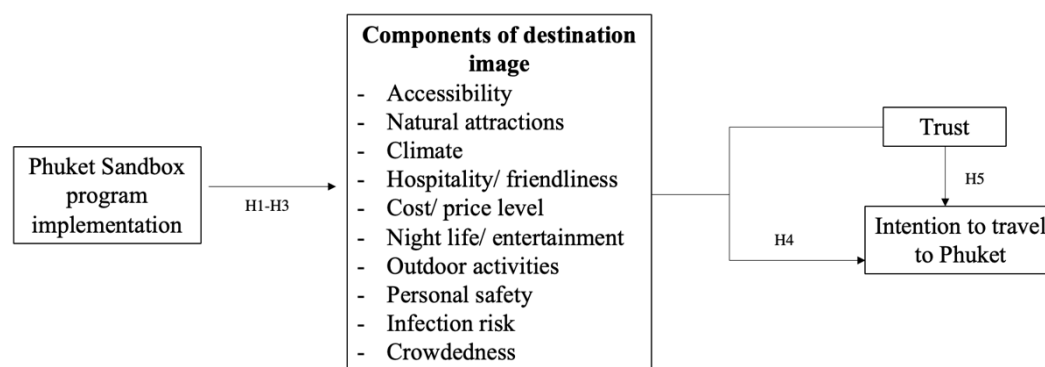 Components of destination
image
- Accessibility
- Natural attractions
- Climate
- Hospitality/ friendliness
- Cost/ price level
- Night life/ entertainment
- Outdoor activities
- Personal safety
- Infection risk
- Crowdedness
Phuket Sandbox
program
implementation
H1-H3
Trust
H5
H4
Intention to travel
to Phuket